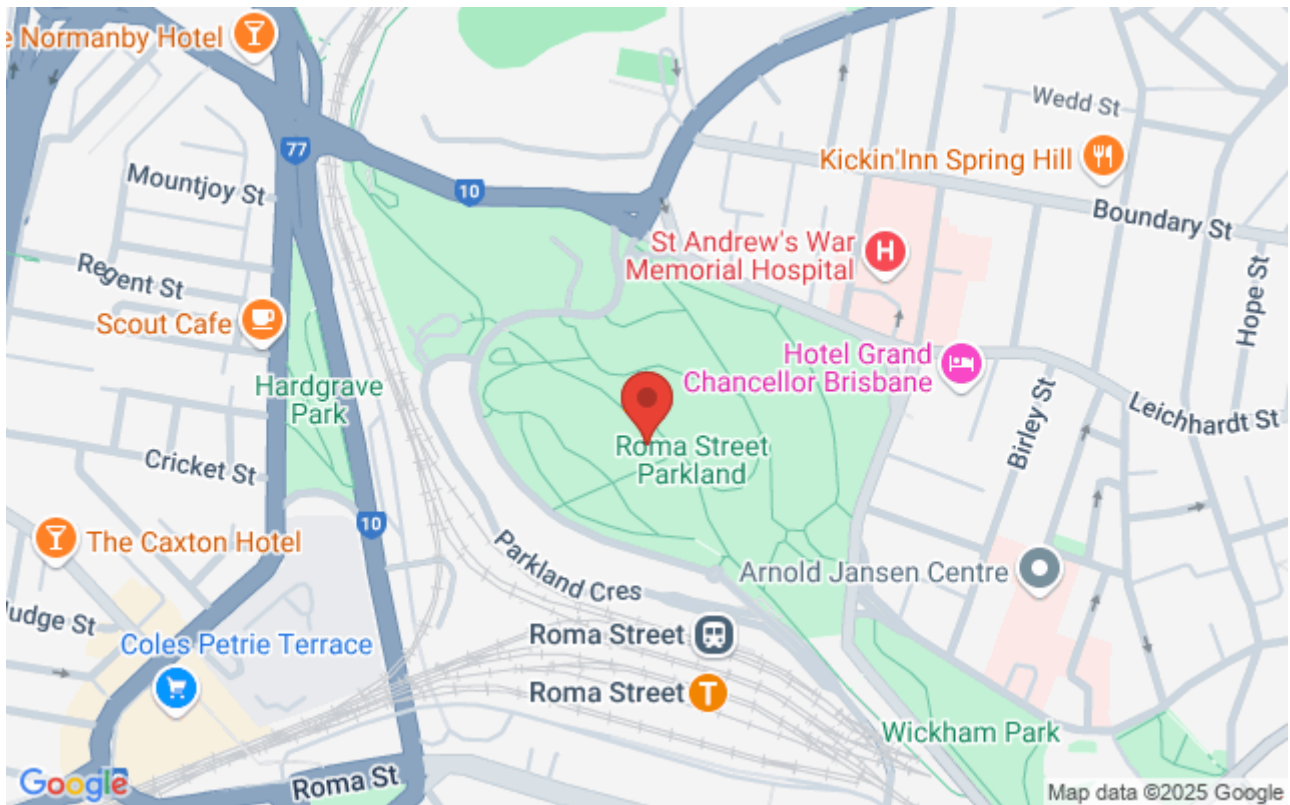 e Normanby Hotel
Wedd St
77
Kickin'Inn Spring Hill
Mountjoy St
10
Boundary St
St Andrew's War
Memorial Hospital
H
Regent St
Hope St
Scout Cafe
Hotel Grand
Chancellor Brisbane
Hardgrave
Park
Birley St
Leichhardt St
Roma Street
Parkland
Cricket St
10
The Caxton Hotel
Parkland Cres
Arnold Jansen Centre
Judge St
Roma Street
Coles Petrie Terrace
Roma Street
T
Wickham Park
Google
Roma St
Map data ©2025 Google